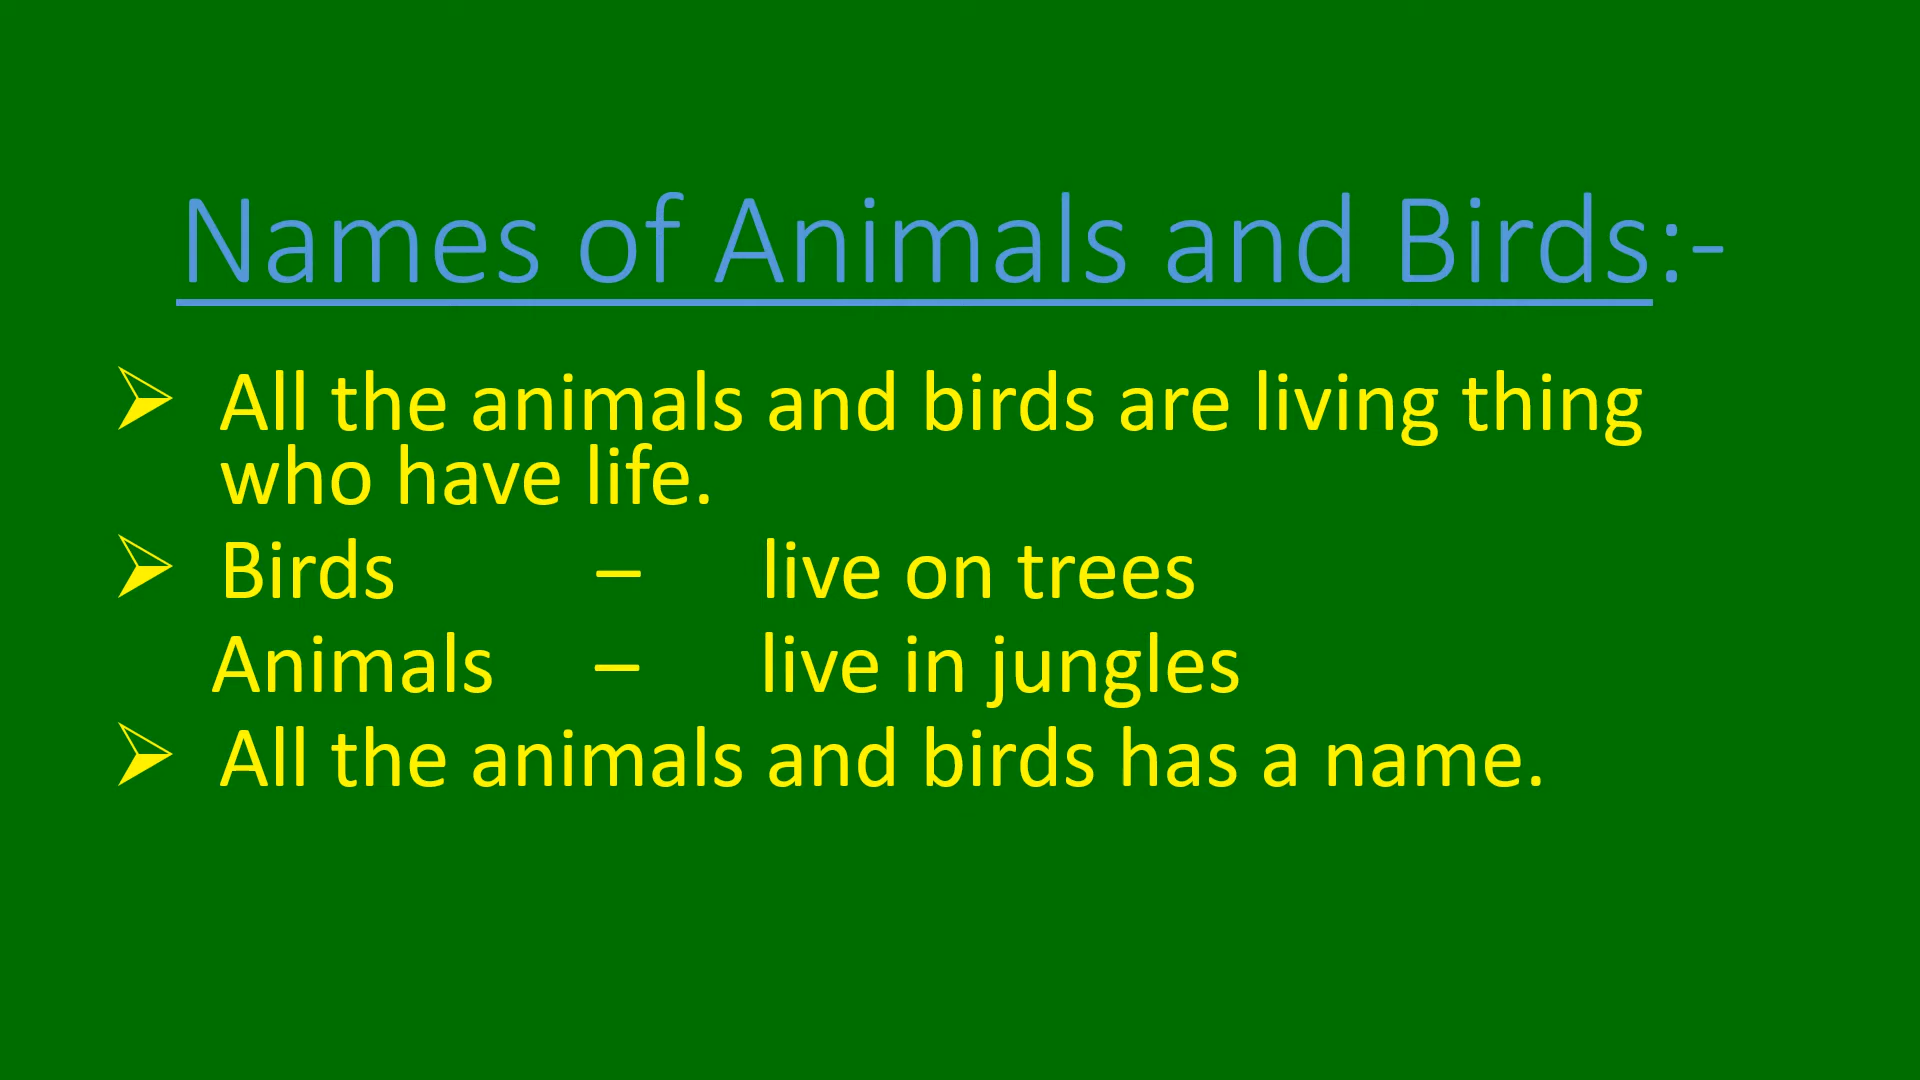 Names of Animals and Birds:-
➢ All the animals and birds are living thing
who have life.
➢ Birds – live on trees
Animals – live in jungles
➢ All the animals and birds has a name.